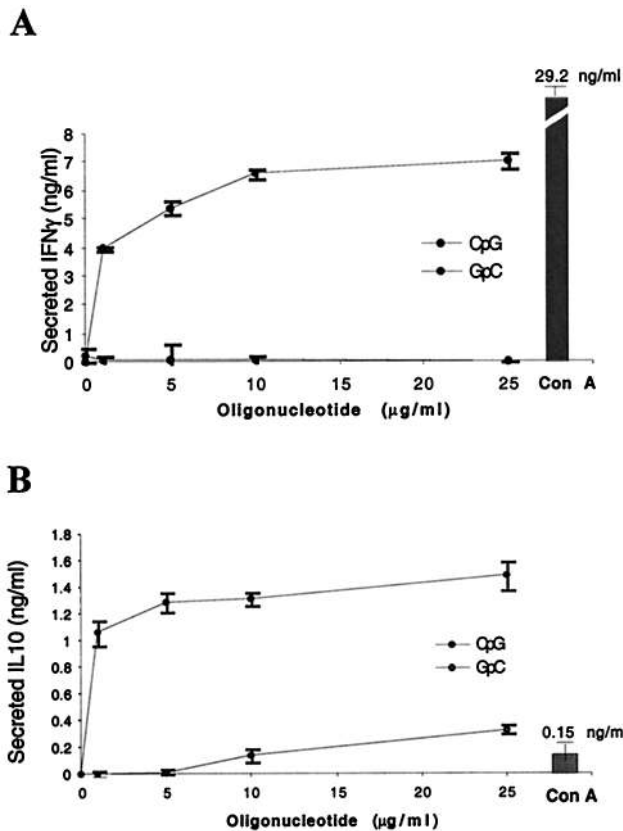 A
29.2 ng/ml
Secreted IFNγ (ng/ml)
8
7
6
5
4
3
2
1
0
CpG
GpC
0 5 10 15 20 25 Con A
Oligonucleotide (μg/ml)
B
Secreted IL10 (ng/ml)
1.8
1.6
1.4
1.2
1
0.8
0.6
0.4
0.2
0
CpG
GpC
0.15 ng/m
0 5 10 15 20 25 Con A
Oligonucleotide (μg/ml)